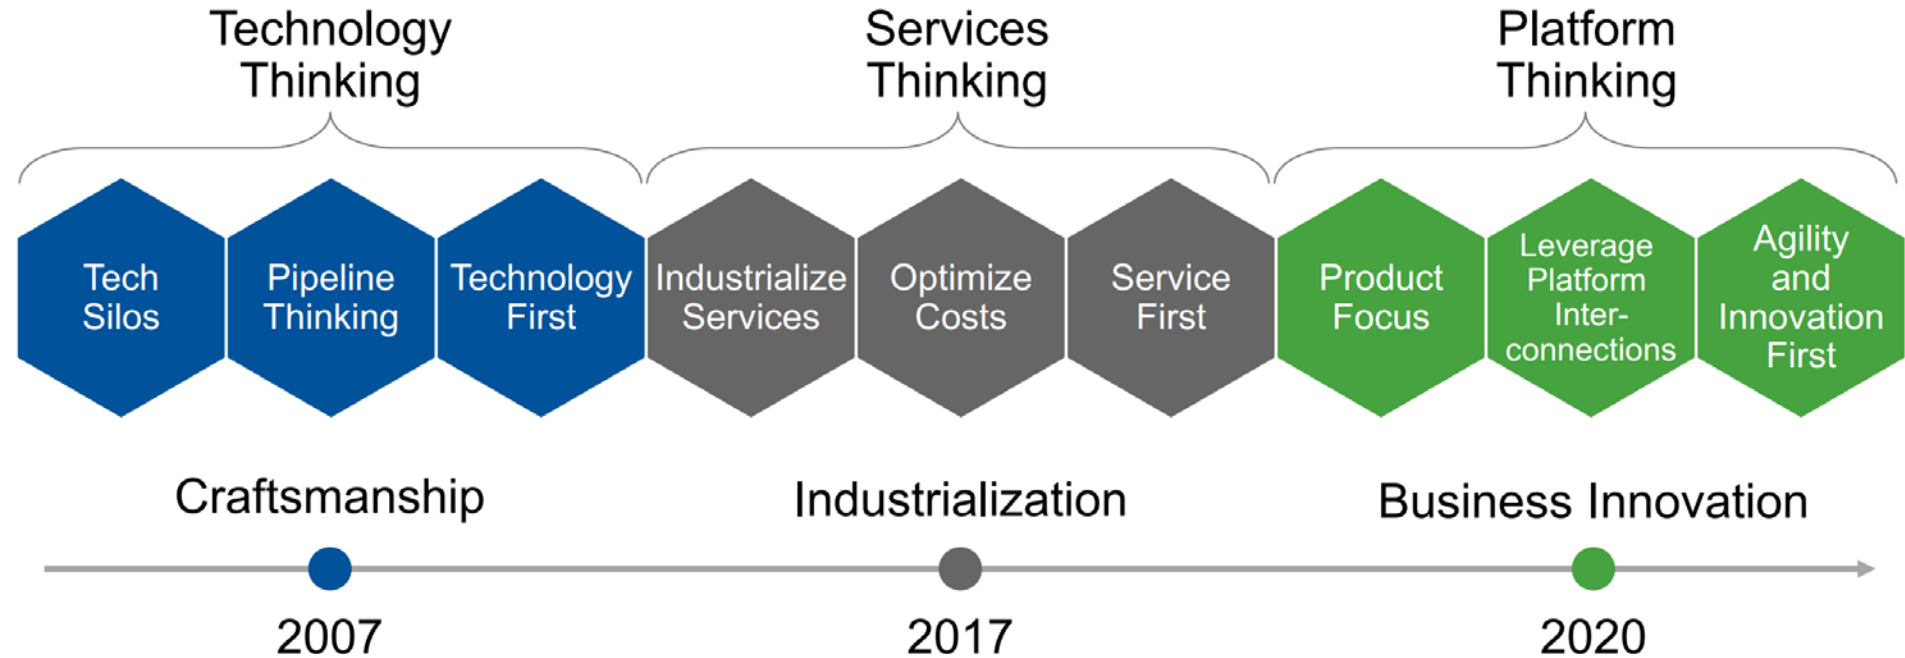 Technology
Thinking
Services
Thinking
Platform
Thinking
Tech
Silos
Pipeline
Thinking
Technology
First
Industrialize
Services
Optimize
Costs
Service
First
Product
Focus
Leverage
Platform
Inter-
connections
Agility
and
Innovation
First
Craftsmanship
Industrialization
Business Innovation
2007
2017
2020